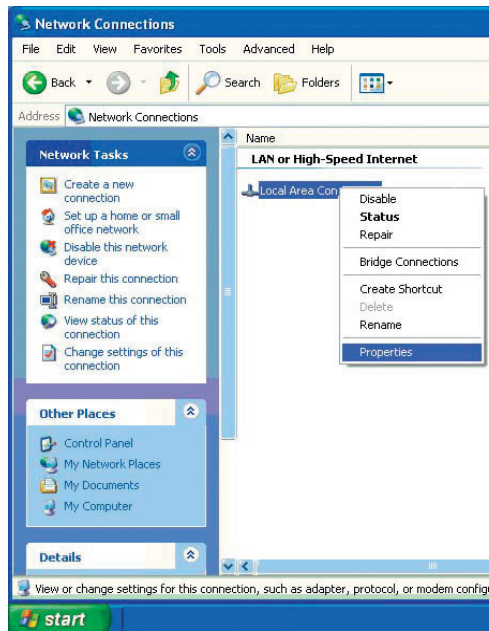 Network Connections
File Edit View Favorites Tools Advanced Help
Back Search Folders
Address Network Connections
Network Tasks
Create a new
connection
Set up a home or small
office network
Disable this network
device
Repair this connection
Rename this connection
View status of this
connection
Change settings of this
connection
Other Places
Control Panel
My Network Places
My Documents
My Computer
Details
Name
LAN or High-Speed Internet
Local Area Con
Disable
Status
Repair
Bridge Connections
Create Shortcut
Delete
Rename
Properties
View or change settings for this connection, such as adapter, protocol, or modem config
start